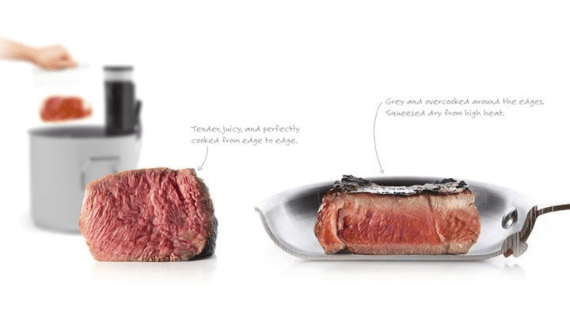 Tender, juicy, and perfectly
cooked from edge to edge.
Grey and overcooked around the edges.
Squeezed dry from high heat.